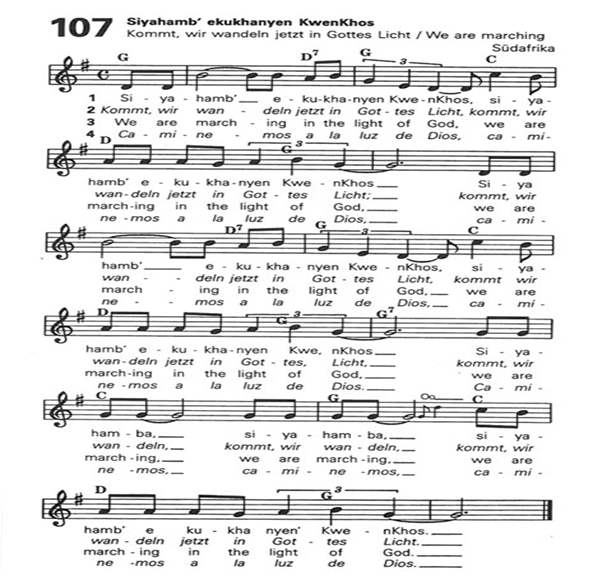 107 Siyahamb' ekukhanyen KwenKhos
Kommt, wir wandeln jetzt in Gottes Licht / We are marching
Südafrika
G D7 G C
1 Si - ya - hamb'__ e - ku-kha-nyen Kwe-nKhos, si - ya -
2 Kommt, wir wan - deln jetzt in Got - tes Licht, kommt, wir
3 We are march - ing in the light of God, we are
4 Ca - mi - ne - mos a la luz de Dios, ca - mi -
D G 3
hamb' e - ku - kha-nyen Kwe - nKhos___ Si - ya
wan-deln jetzt in Got - tes Licht;___ kommt, wir
march-ing in the light of God,___ we are
ne-mos a la luz de Dios, ca - mi -
D7 G 3 C
hamb'___ e - ku - kha-nyen Kwe - nKhos, si - ya -
wan - - deln jetzt in Got - tes Licht, kommt wir
march - ing in the light of God,__ we are
ne - mos a la luz de Dios,__ ca - mi -
D G 3 G7 3
hamb' e - ku - kha-nyen Kwe, nKhos___ Si - ya-
wan-deln jetzt in Got - tes, Licht,___ kommt, wir
march-ing in the light of God,___ we are
ne-mos a la luz de Dios.___ Ca - mi -
C G C
ham - ba,___ si - ya - ham-ba,___ si - ya -
wan - deln,___ kommt, wir wan - deln,___ kommt, wir
march-ing,___ we are march-ing,___ we are
ne - mos,___ ca - mi - ne-mos,___ ca - mi -
D G 3
hamb' e ku - kha-nyen' Kwe - nKhos.___
wan - deln jetzt in Got - tes Licht.___
march - ing in the light of God.___
ne - mos a la luz de Dios.